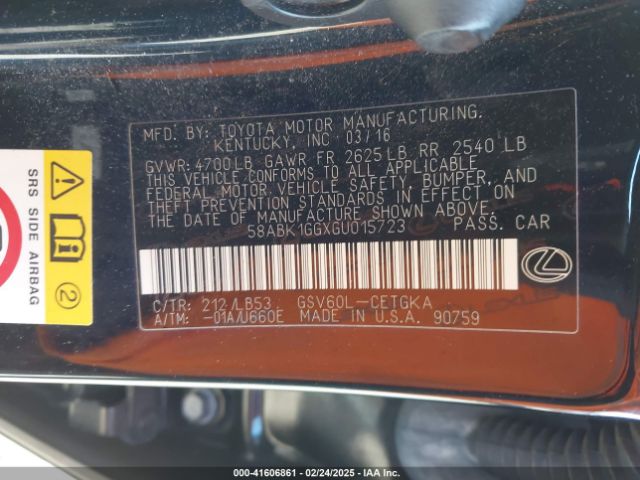 MFD. BY: TOYOTA MOTOR MANUFACTURING.
KENTUCKY, INC 03/16
GVWR: 4700LB GAWR FR 2625LB RR 2540LB
THIS VEHICLE CONFORMS TO ALL APPLICABLE
FEDERAL MOTOR VEHICLE SAFETY, BUMPER, AND
THEFT PREVENTION STANDARDS IN EFFECT ON
THE DATE OF MANUFACTURE SHOWN ABOVE.
58ABK1GGXGU015723 PASS. CAR
C/TR: 212/LB53 GSV60L-CETGKA
A/TM: -01A/U660E MADE IN U.S.A. 90759
SRS SIDE AIRBAG
2
000-41606861 / 02/24/2025 / IAA Inc.